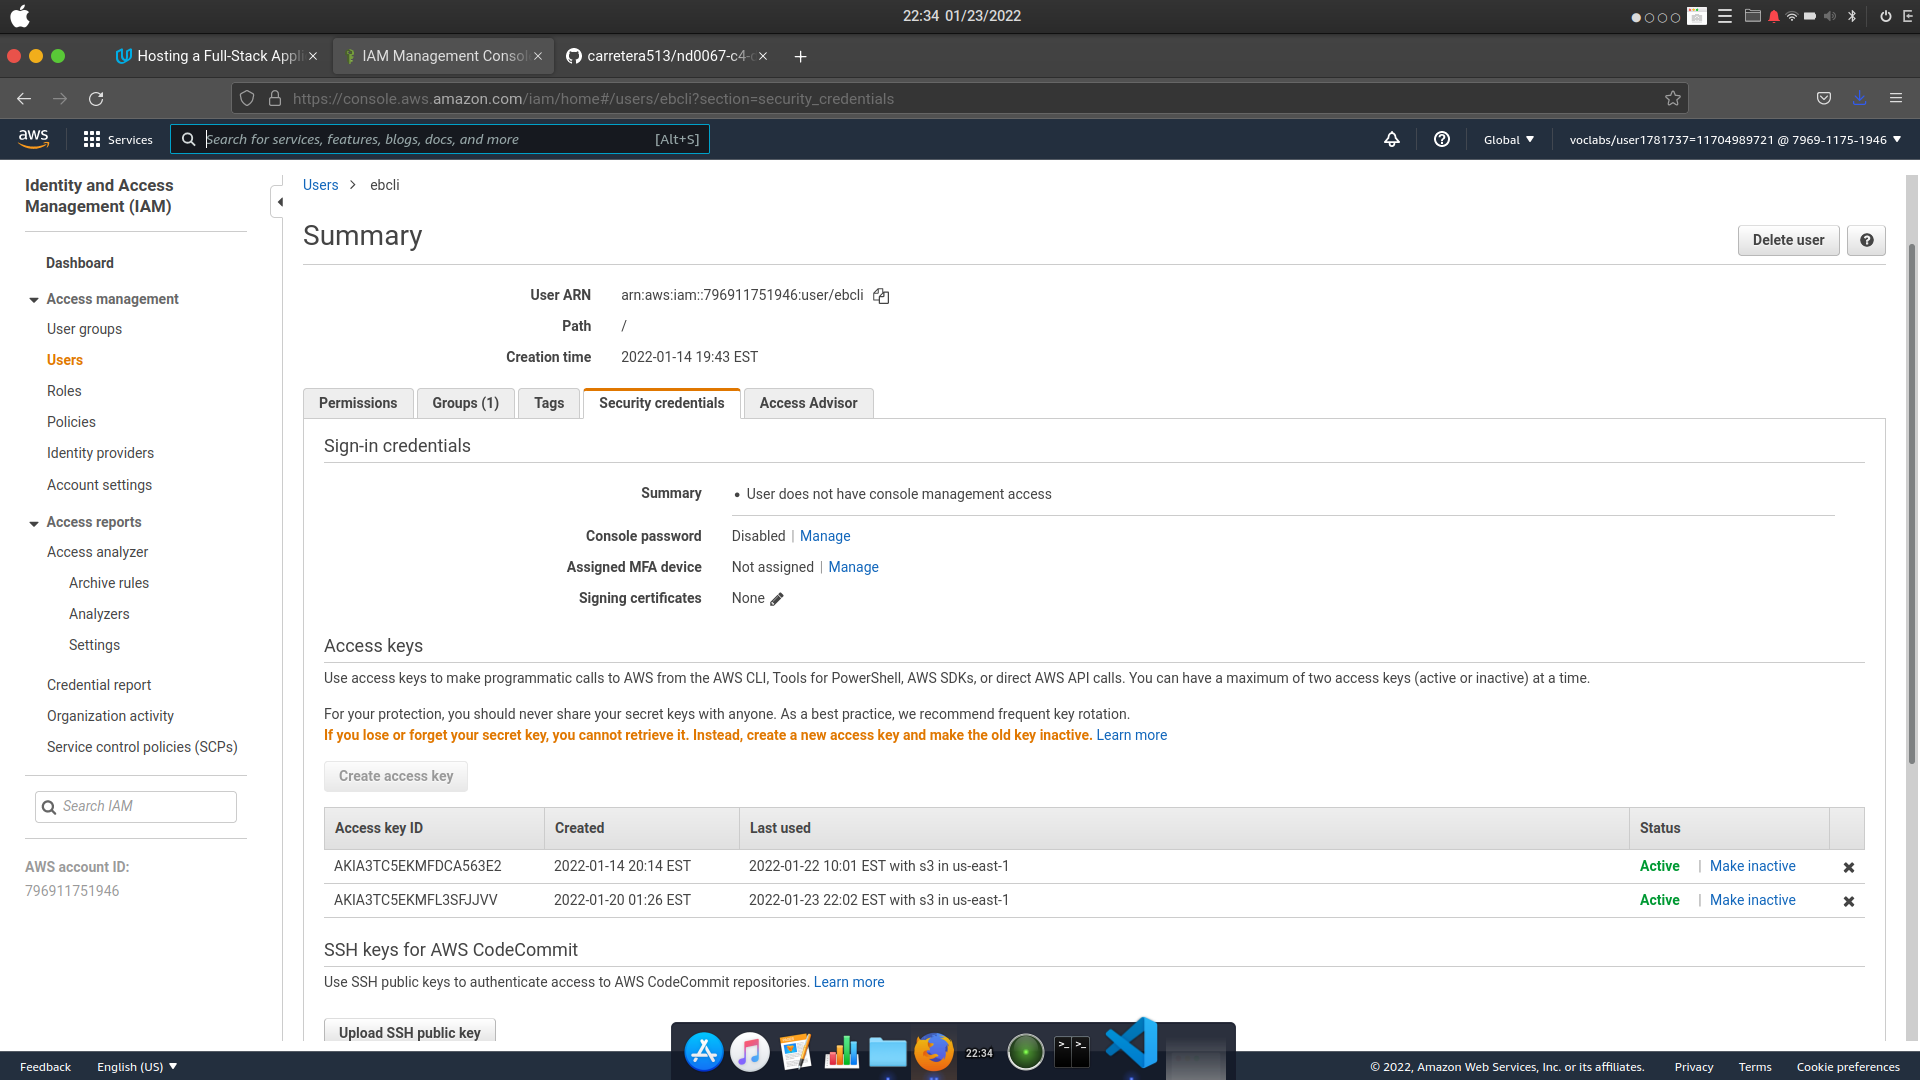 22:34 01/23/2022
Hosting a Full-Stack Appli
IAM Management Consol
carretera513/nd0067-c4-
https://console.aws.amazon.com/iam/home#/users/ebcli?section=security_credentials
aws
Services
Search for services, features, blogs, docs, and more
[Alt+S]
Global
voclabs/user1781737=11704989721 @ 7969-1175-1946
Identity and Access
Management (IAM)
Dashboard
Access management
User groups
Users
Roles
Policies
Identity providers
Account settings
Access reports
Access analyzer
Archive rules
Analyzers
Settings
Credential report
Organization activity
Service control policies (SCPs)
Search IAM
AWS account ID:
796911751946
Users > ebcli
Summary
Delete user
User ARN arn:aws:iam::796911751946:user/ebcli
Path /
Creation time 2022-01-14 19:43 EST
Permissions
Groups (1)
Tags
Security credentials
Access Advisor
Sign-in credentials
Summary • User does not have console management access
Console password Disabled | Manage
Assigned MFA device Not assigned | Manage
Signing certificates None
Access keys
Use access keys to make programmatic calls to AWS from the AWS CLI, Tools for PowerShell, AWS SDKs, or direct AWS API calls. You can have a maximum of two access keys (active or inactive) at a time.
For your protection, you should never share your secret keys with anyone. As a best practice, we recommend frequent key rotation.
If you lose or forget your secret key, you cannot retrieve it. Instead, create a new access key and make the old key inactive. Learn more
Create access key
Access key ID Created Last used Status
AKIA3TC5EKMFDCA563E2 2022-01-14 20:14 EST 2022-01-22 10:01 EST with s3 in us-east-1 Active | Make inactive
AKIA3TC5EKMFL3SFJJVV 2022-01-20 01:26 EST 2022-01-23 22:02 EST with s3 in us-east-1 Active | Make inactive
SSH keys for AWS CodeCommit
Use SSH public keys to authenticate access to AWS CodeCommit repositories. Learn more
Upload SSH public key
22:34
Feedback
English (US)
© 2022, Amazon Web Services, Inc. or its affiliates.
Privacy
Terms
Cookie preferences